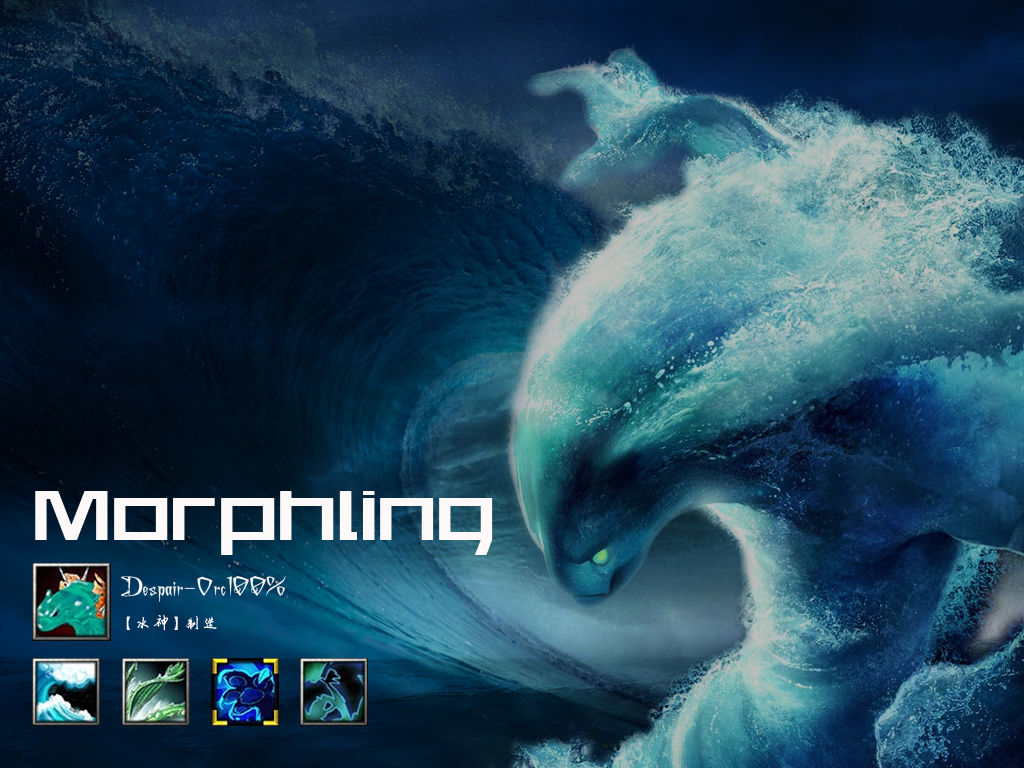 Morphling
Despair-Orc100%
【水神】制造